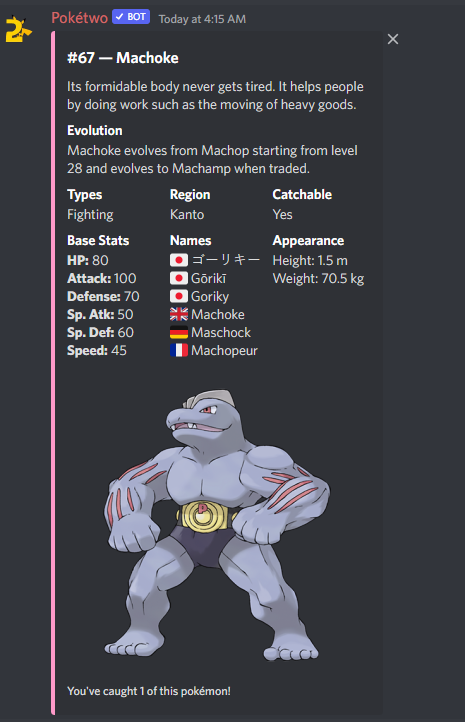 Pokétwo ✓ BOT Today at 4:15 AM
#67 — Machoke
Its formidable body never gets tired. It helps people
by doing work such as the moving of heavy goods.
Evolution
Machoke evolves from Machop starting from level
28 and evolves to Machamp when traded.
Types Region Catchable
Fighting Kanto Yes
Base Stats Names Appearance
HP: 80 ゴーリキー Height: 1.5 m
Attack: 100 Gōrikī Weight: 70.5 kg
Defense: 70 Goriky
Sp. Atk: 50 Machoke
Sp. Def: 60 Maschock
Speed: 45 Machopeur
You've caught 1 of this pokémon!